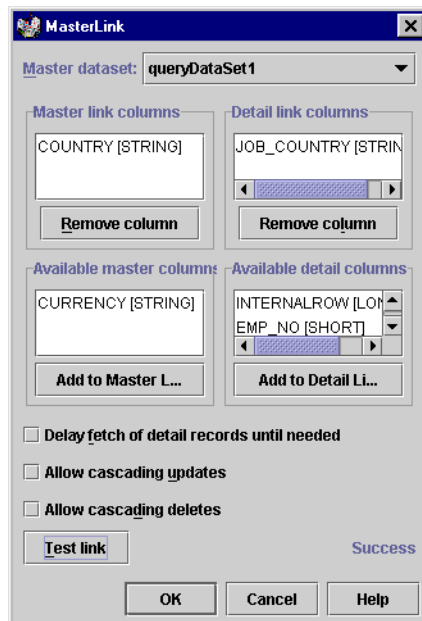 MasterLink
Master dataset: queryDataSet1
Master link columns Detail link columns
COUNTRY [STRING] JOB_COUNTRY [STRIN
Remove column Remove column
Available master columns Available detail columns
CURRENCY [STRING] INTERNALROW [LON
EMP_NO [SHORT]
Add to Master L... Add to Detail Li...
Delay fetch of detail records until needed
Allow cascading updates
Allow cascading deletes
Test link Success
OK Cancel Help